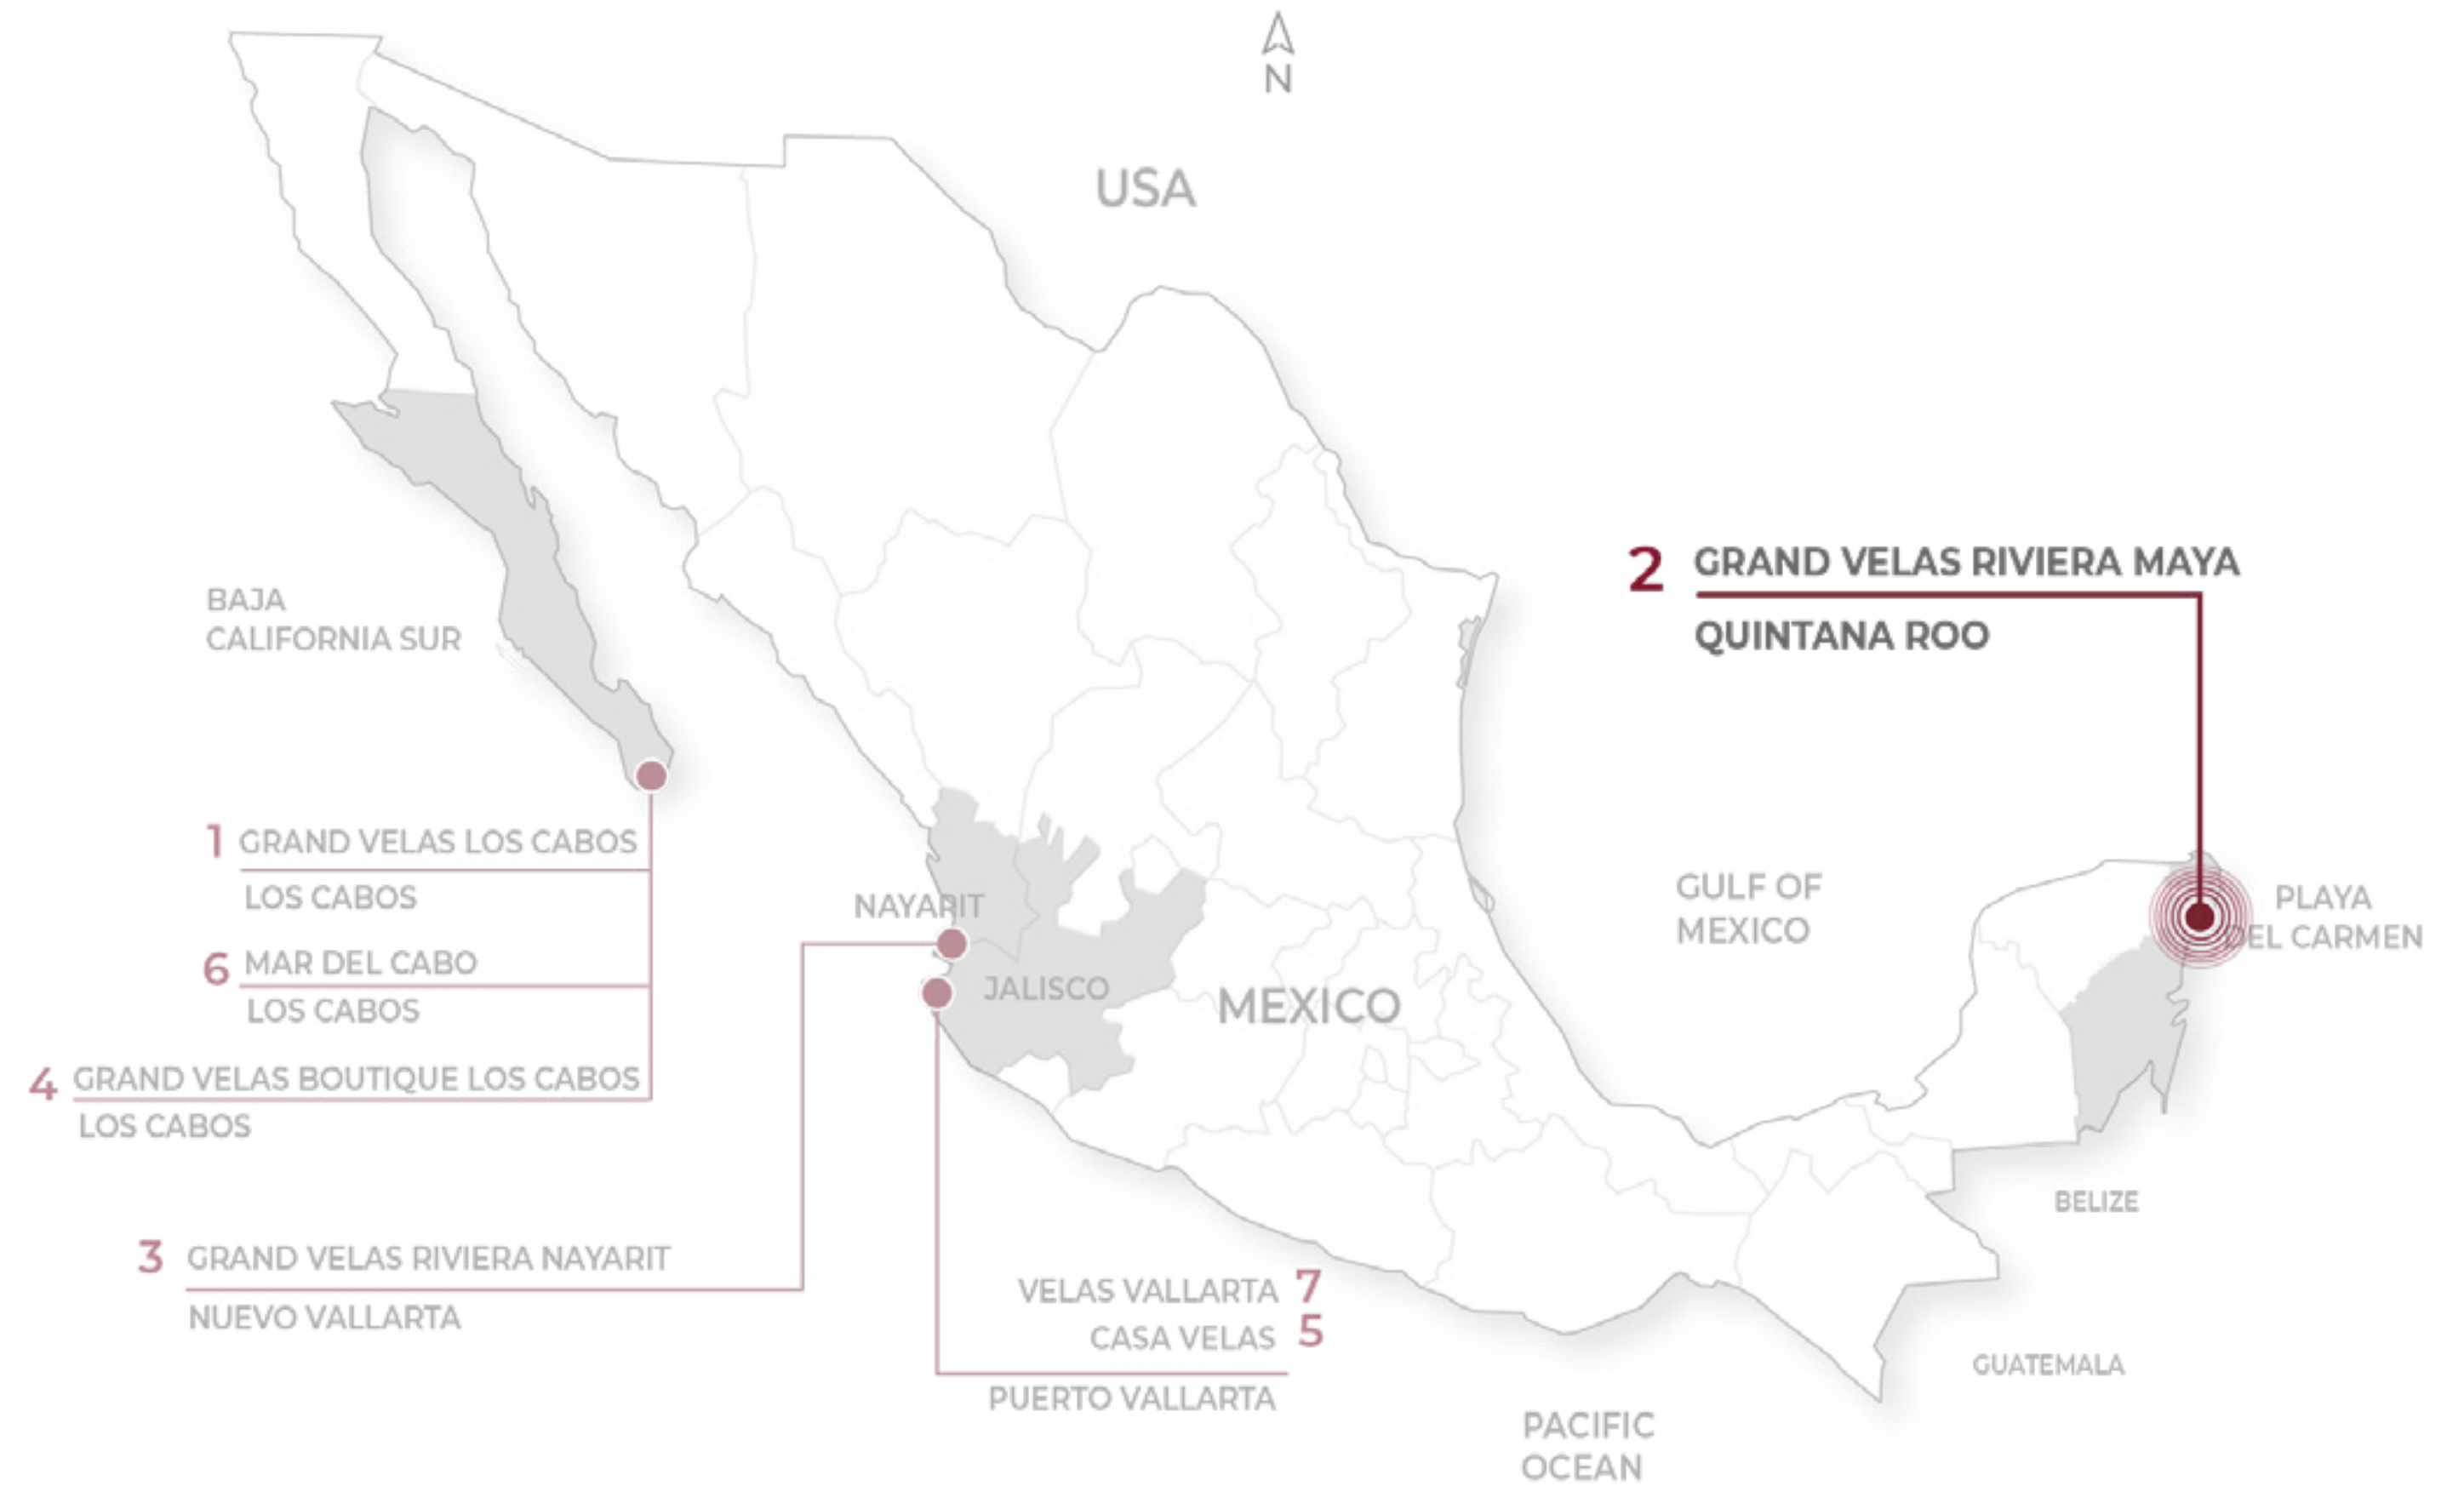 N
USA
2 GRAND VELAS RIVIERA MAYA
QUINTANA ROO
BAJA
CALIFORNIA SUR
1 GRAND VELAS LOS CABOS
LOS CABOS
6 MAR DEL CABO
LOS CABOS
4 GRAND VELAS BOUTIQUE LOS CABOS
LOS CABOS
NAYARIT
JALISCO
MEXICO
GULF OF
MEXICO
PLAYA
DEL CARMEN
BELIZE
3 GRAND VELAS RIVIERA NAYARIT
NUEVO VALLARTA
VELAS VALLARTA 7
CASA VELAS 5
PUERTO VALLARTA
GUATEMALA
PACIFIC
OCEAN